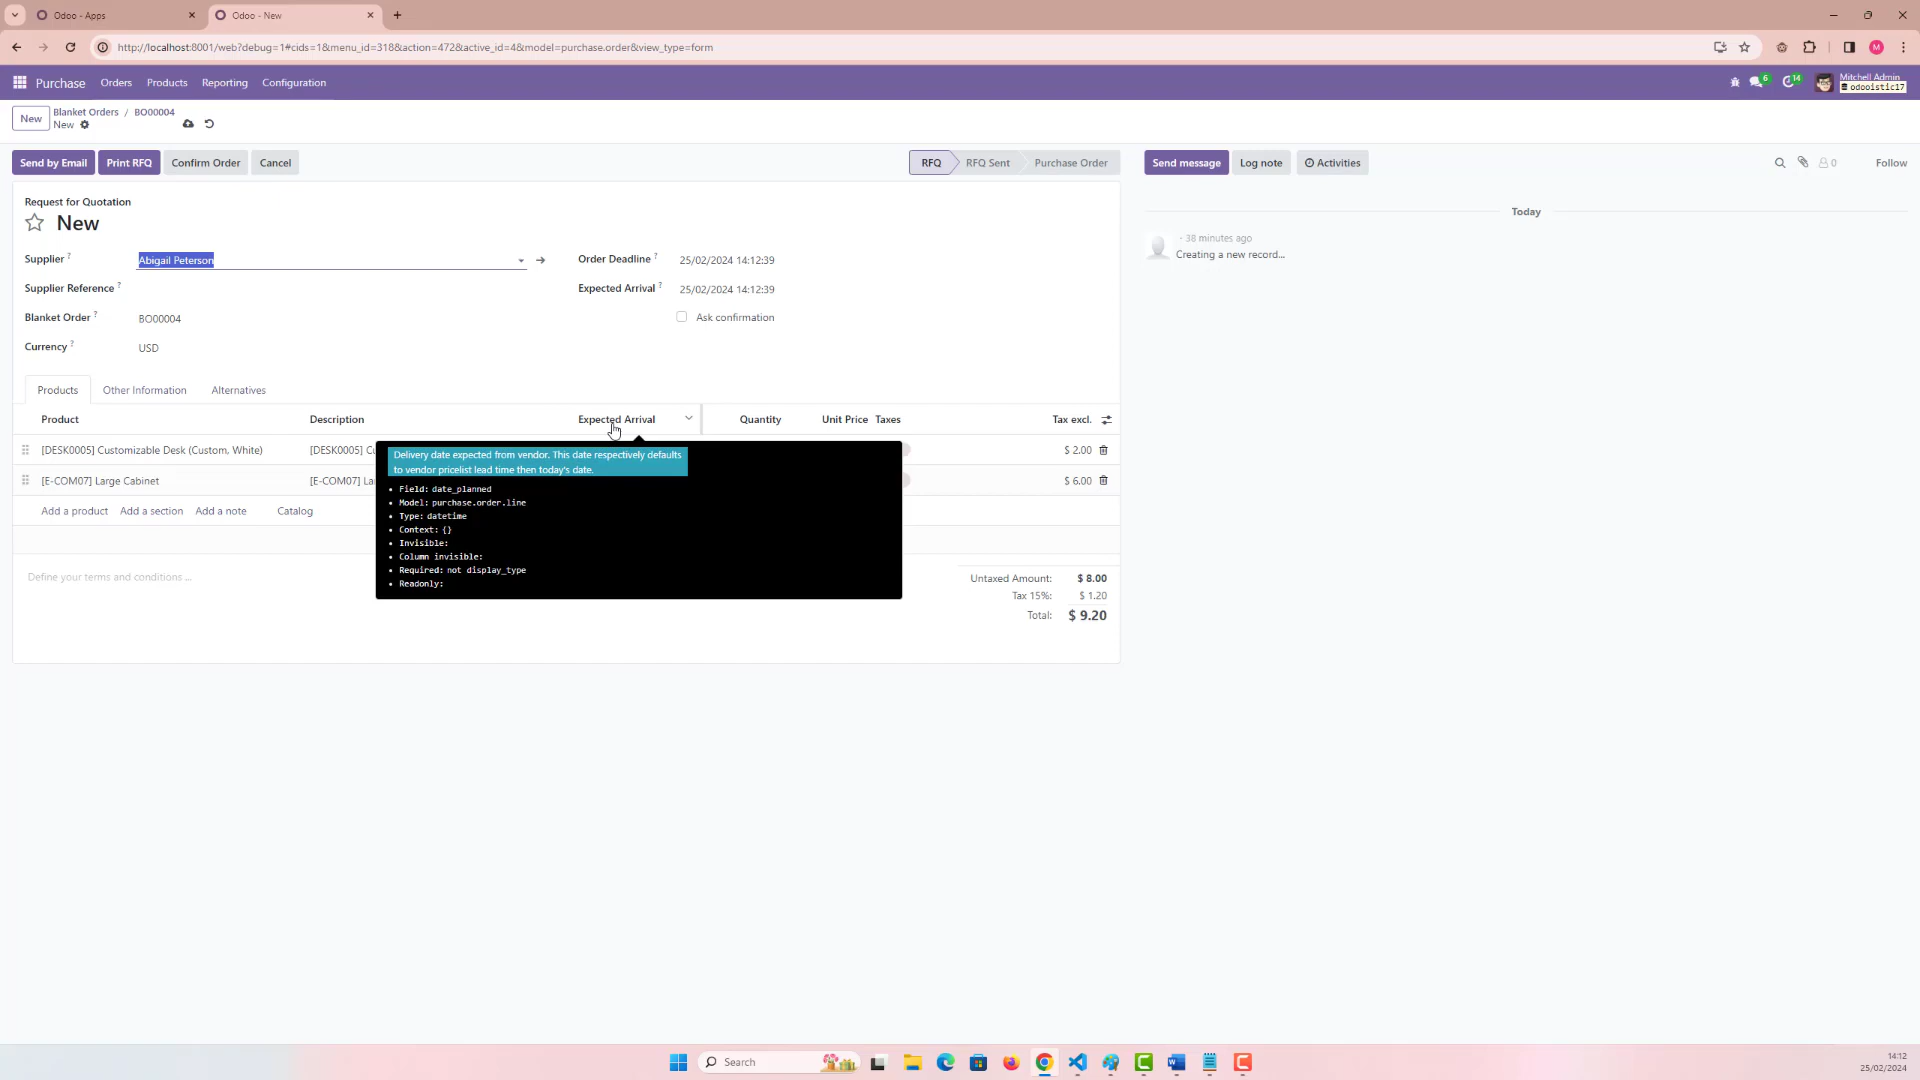 Odoo - Apps
Odoo - New
http://localhost:8001/web?debug=1#cids=1&menu_id=318&action=472&active_id=4&model=purchase.order&view_type=form
M
Purchase
Orders
Products
Reporting
Configuration
6
14
Mitchell Admin
odooistic17
New
Blanket Orders / BO00004
New
Send by Email
Print RFQ
Confirm Order
Cancel
RFQ
RFQ Sent
Purchase Order
Send message
Log note
Activities
0
Follow
Request for Quotation
New
Today
38 minutes ago
Creating a new record...
Supplier ?
Abigail Peterson
Order Deadline ?
25/02/2024 14:12:39
Supplier Reference ?
Expected Arrival ?
25/02/2024 14:12:39
Blanket Order ?
BO00004
Ask confirmation
Currency ?
USD
Products
Other Information
Alternatives
Product
Description
Expected Arrival
Quantity
Unit Price
Taxes
Tax excl.
[DESK0005] Customizable Desk (Custom, White)
[DESK0005] Cu
$ 2.00
[E-COM07] Large Cabinet
[E-COM07] La
$ 6.00
Add a product
Add a section
Add a note
Catalog
Delivery date expected from vendor. This date respectively defaults
to vendor pricelist lead time then today's date.
Field: date_planned
Model: purchase.order.line
Type: datetime
Context: {}
Invisible:
Column invisible:
Required: not display_type
Readonly:
Define your terms and conditions ...
Untaxed Amount: $ 8.00
Tax 15%: $ 1.20
Total: $ 9.20
Search
14:12
25/02/2024